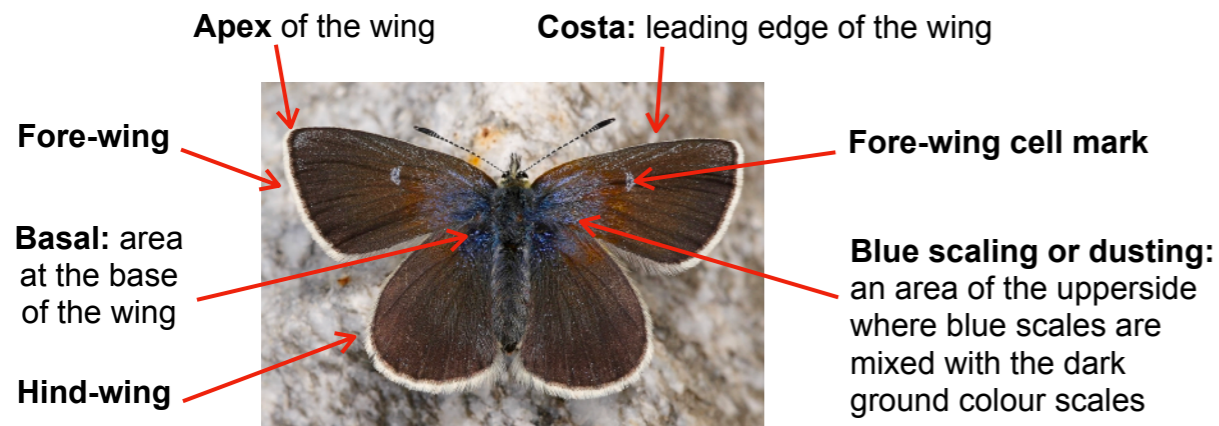 Apex of the wing
Costa: leading edge of the wing
Fore-wing
Fore-wing cell mark
Basal: area
at the base
of the wing
Blue scaling or dusting:
an area of the upperside
where blue scales are
mixed with the dark
ground colour scales
Hind-wing